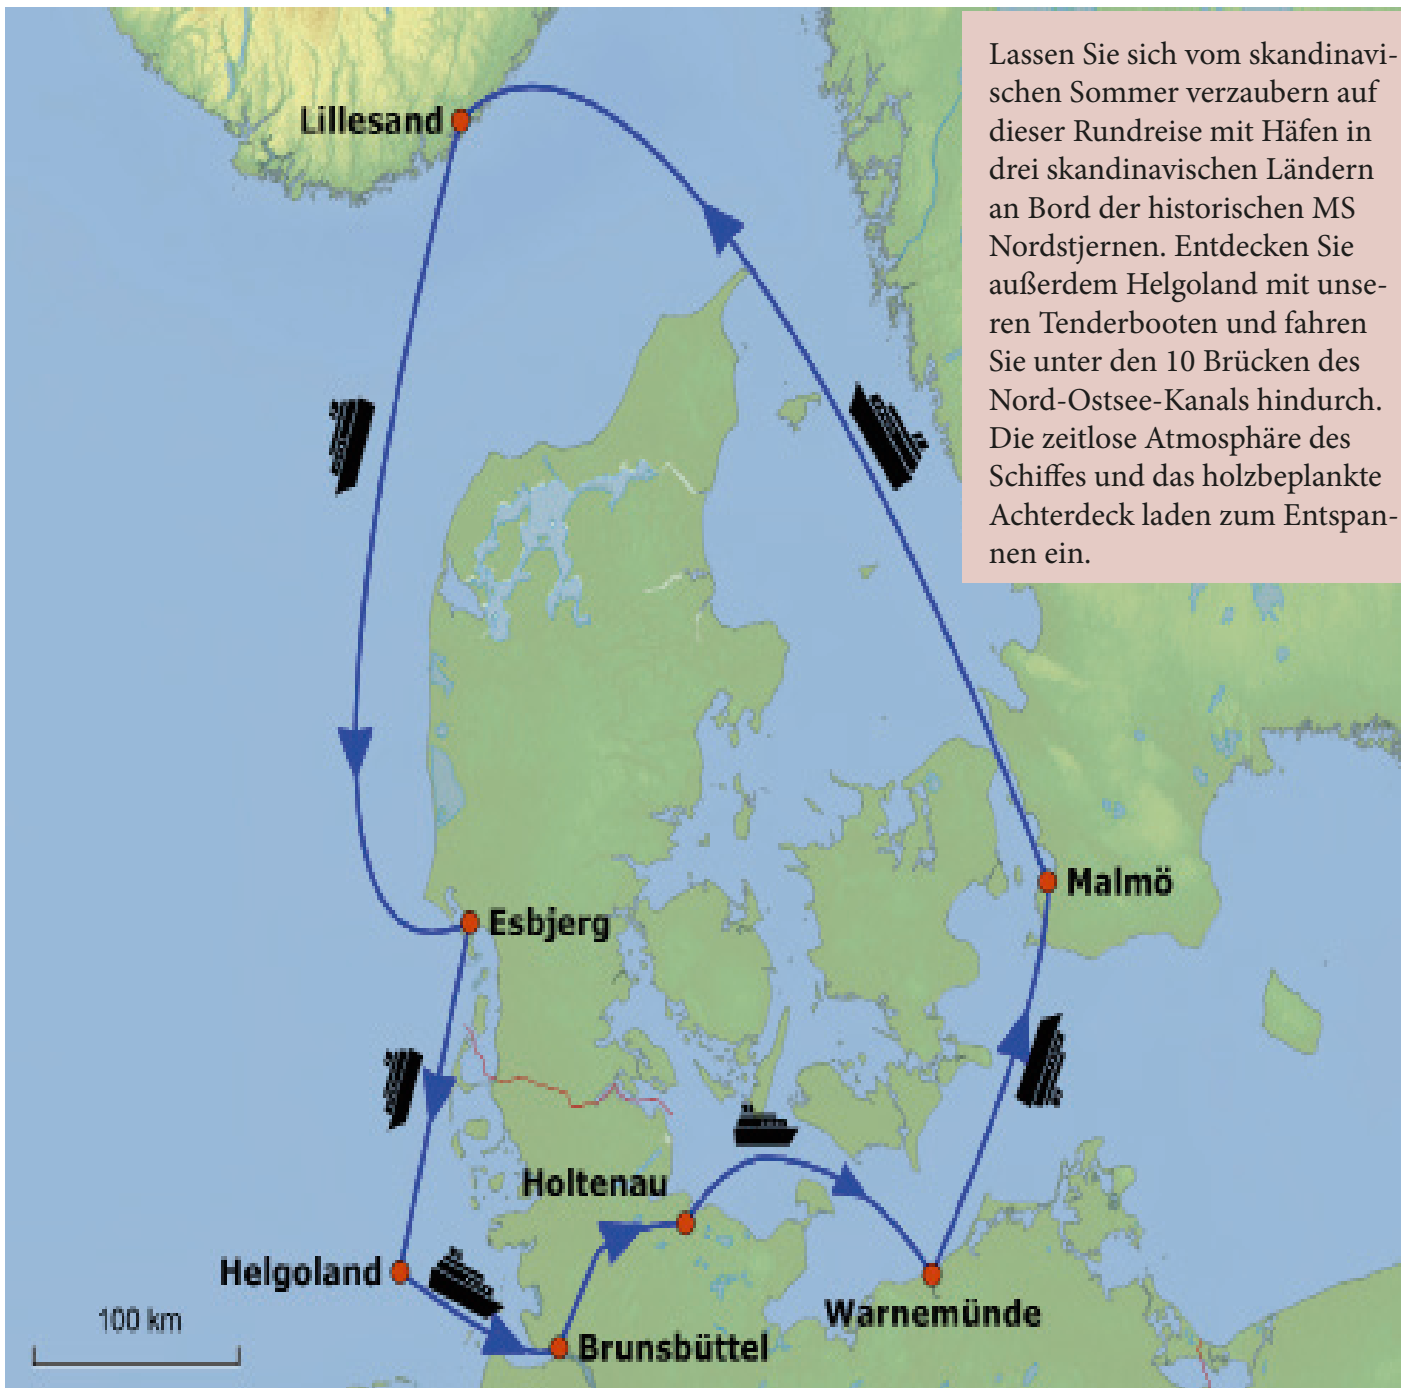 Lassen Sie sich vom skandinavi-
schen Sommer verzaubern auf
dieser Rundreise mit Häfen in
drei skandinavischen Ländern
an Bord der historischen MS
Nordstjernen. Entdecken Sie
außerdem Helgoland mit unse-
ren Tenderbooten und fahren
Sie unter den 10 Brücken des
Nord-Ostsee-Kanals hindurch.
Die zeitlose Atmosphäre des
Schiffes und das holzbeplankte
Achterdeck laden zum Entspan-
nen ein.
Lillesand
Malmö
Esbjerg
Holtenau
Helgoland
Warnemünde
100 km
Brunsbüttel